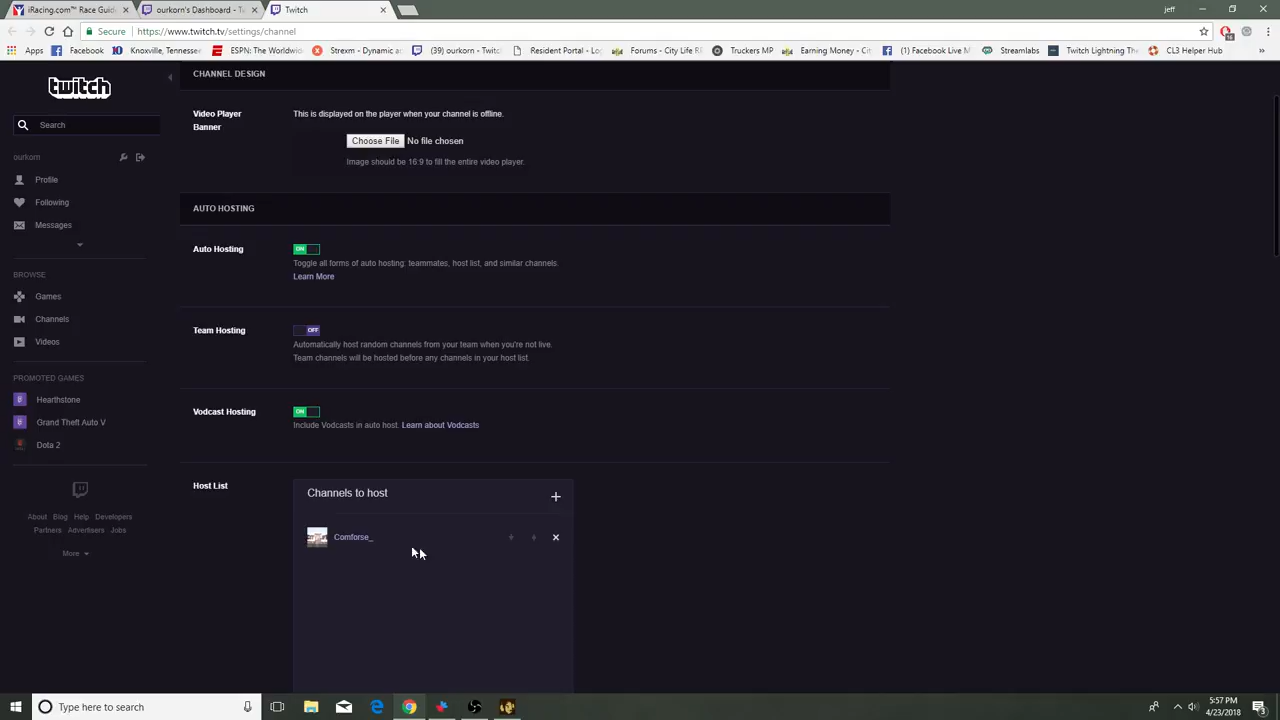 iRacing.com™ Race Guid
ourkorn's Dashboard - Tw
Twitch
jeff
Secure
https://www.twitch.tv/settings/channel
Apps
Facebook
Knoxville, Tennessee
ESPN: The Worldwid
Strexm - Dynamic an
(39) ourkorn - Twitch
Resident Portal - Log
Forums - City Life R
Truckers MP
Earning Money - Cit
Facebook Live M
Streamlabs
Twitch Lightning The
CL3 Helper Hub
twitch
Search
ourkorn
Profile
Following
Messages
BROWSE
Games
Channels
Videos
PROMOTED GAMES
Hearthstone
Grand Theft Auto V
Dota 2
About Blog Help Developers
Partners Advertisers Jobs
More
CHANNEL DESIGN
Video Player
Banner
This is displayed on the player when your channel is offline.
Choose File No file chosen
Image should be 16:9 to fill the entire video player.
AUTO HOSTING
Auto Hosting
ON
Toggle all forms of auto hosting: teammates, host list, and similar channels.
Learn More
Team Hosting
OFF
Automatically host random channels from your team when you're not live.
Team channels will be hosted before any channels in your host list.
Vodcast Hosting
ON
Include Vodcasts in auto host. Learn about Vodcasts
Host List
Channels to host
Comforse_
Type here to search
5:57 PM
4/23/2018